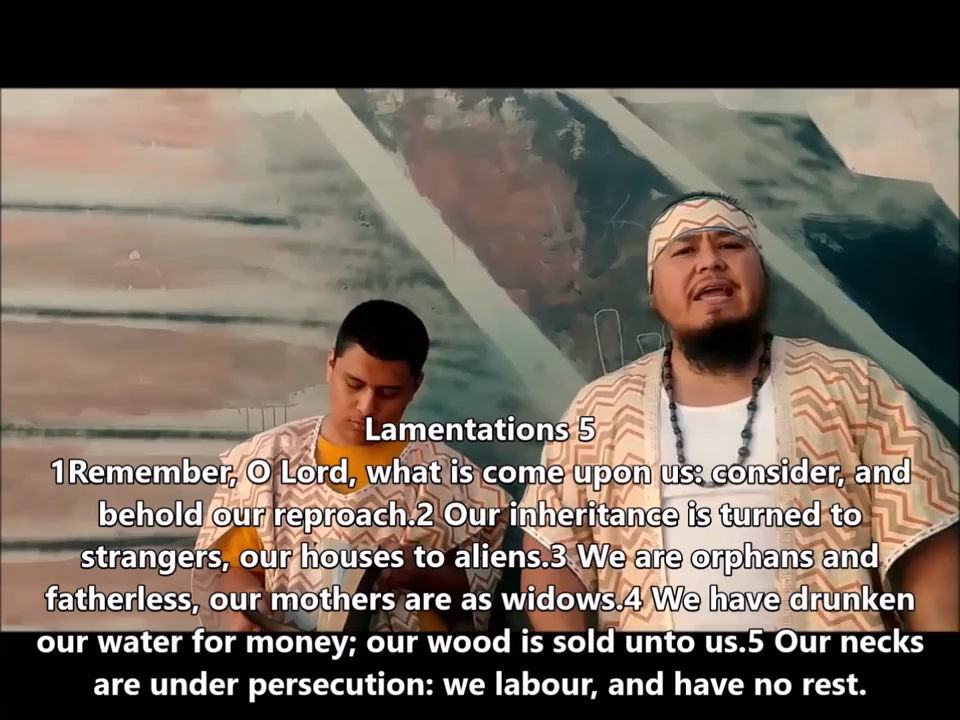 Lamentations 5
1Remember, O Lord, what is come upon us: consider, and
behold our reproach.2 Our inheritance is turned to
strangers, our houses to aliens.3 We are orphans and
fatherless, our mothers are as widows.4 We have drunken
our water for money; our wood is sold unto us.5 Our necks
are under persecution: we labour, and have no rest.